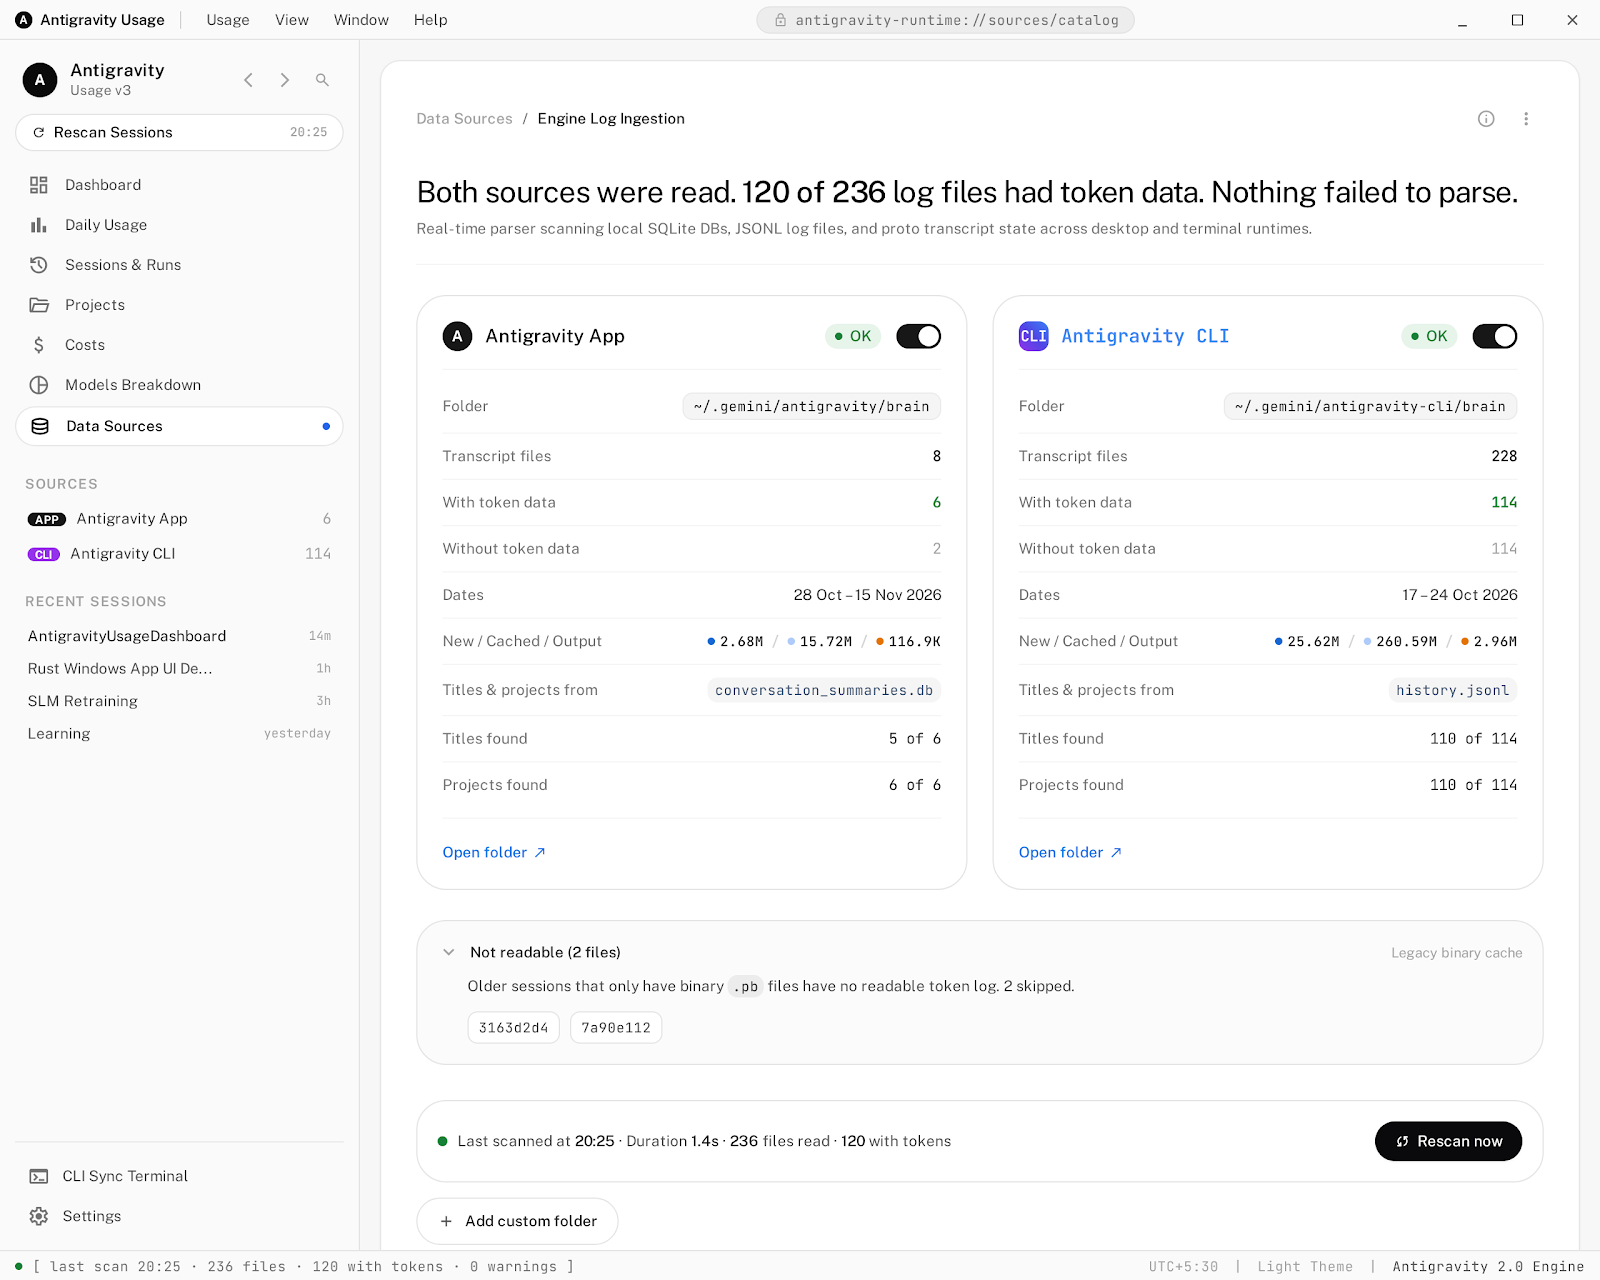 A Antigravity Usage Usage View Window Help antigravity-runtime://sources/catalog
A Antigravity
Usage v3
Rescan Sessions 20:25
Dashboard
Daily Usage
Sessions & Runs
Projects
Costs
Models Breakdown
Data Sources
SOURCES
APP Antigravity App 6
CLI Antigravity CLI 114
RECENT SESSIONS
AntigravityUsageDashboard 14m
Rust Windows App UI De... 1h
SLM Retraining 3h
Learning yesterday
CLI Sync Terminal
Settings
Data Sources / Engine Log Ingestion
Both sources were read. 120 of 236 log files had token data. Nothing failed to parse.
Real-time parser scanning local SQLite DBs, JSONL log files, and proto transcript state across desktop and terminal runtimes.
A Antigravity App OK
Folder ~/.gemini/antigravity/brain
Transcript files 8
With token data 6
Without token data 2
Dates 28 Oct – 15 Nov 2026
New / Cached / Output 2.68M / 15.72M / 116.9K
Titles & projects from conversation_summaries.db
Titles found 5 of 6
Projects found 6 of 6
Open folder ↗
CLI Antigravity CLI OK
Folder ~/.gemini/antigravity-cli/brain
Transcript files 228
With token data 114
Without token data 114
Dates 17 – 24 Oct 2026
New / Cached / Output 25.62M / 260.59M / 2.96M
Titles & projects from history.jsonl
Titles found 110 of 114
Projects found 110 of 114
Open folder ↗
Not readable (2 files) Legacy binary cache
Older sessions that only have binary .pb files have no readable token log. 2 skipped.
3163d2d4 7a90e112
Last scanned at 20:25 · Duration 1.4s · 236 files read · 120 with tokens Rescan now
+ Add custom folder
[ last scan 20:25 · 236 files · 120 with tokens · 0 warnings ] UTC+5:30 | Light Theme | Antigravity 2.0 Engine